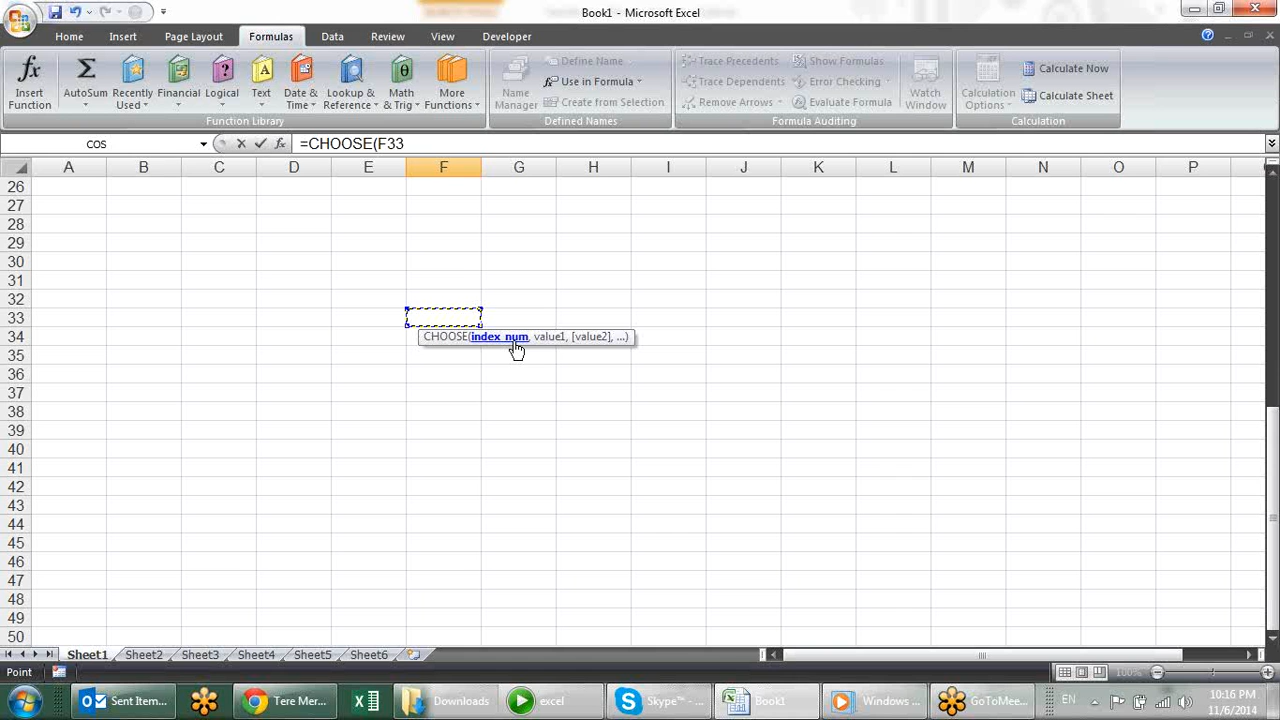 Book1 - Microsoft Excel
Home Insert Page Layout Formulas Data Review View Developer
Insert Function
AutoSum
Recently Used
Financial
Logical
Text
Date & Time
Lookup & Reference
Math & Trig
More Functions
Function Library
Name Manager
Define Name
Use in Formula
Create from Selection
Defined Names
Trace Precedents
Trace Dependents
Remove Arrows
Show Formulas
Error Checking
Evaluate Formula
Watch Window
Formula Auditing
Calculation Options
Calculate Now
Calculate Sheet
Calculation
COS =CHOOSE(F33
A B C D E F G H I J K L M N O P
26
27
28
29
30
31
32
33
34 CHOOSE(index_num, value1, [value2], ...)
35
36
37
38
39
40
41
42
43
44
45
46
47
48
49
50
Sheet1 Sheet2 Sheet3 Sheet4 Sheet5 Sheet6
Point 100%
Sent Item... Tere Mer... Downloads excel Skype™ - ... Book1 Windows ... GoToMee... EN 10:16 PM
11/6/2014